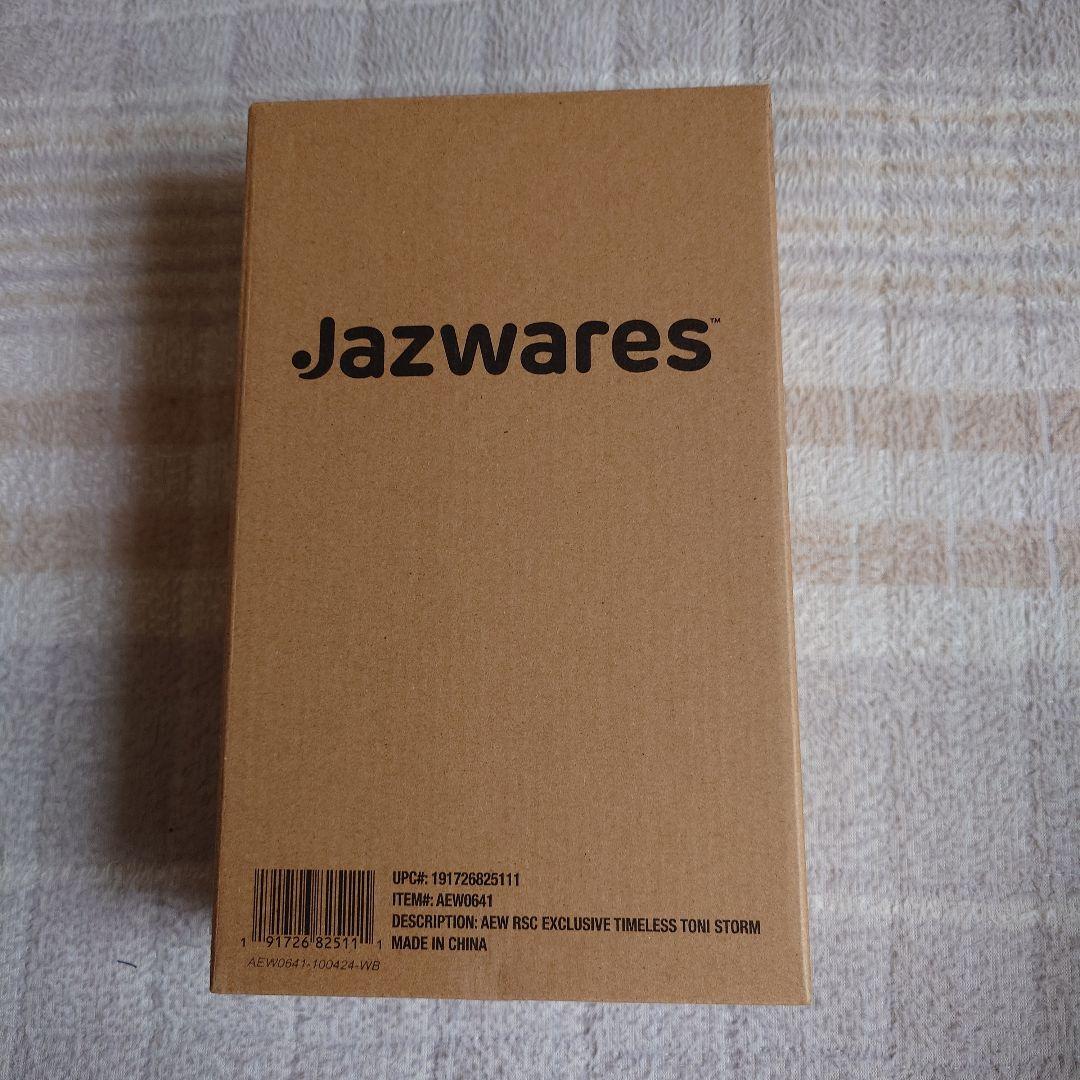 Jazwares™
UPC#: 191726825111
ITEM#: AEW0641
DESCRIPTION: AEW RSC EXCLUSIVE TIMELESS TONI STORM
MADE IN CHINA
1 91726 82511 1
AEW0641-100424-WB